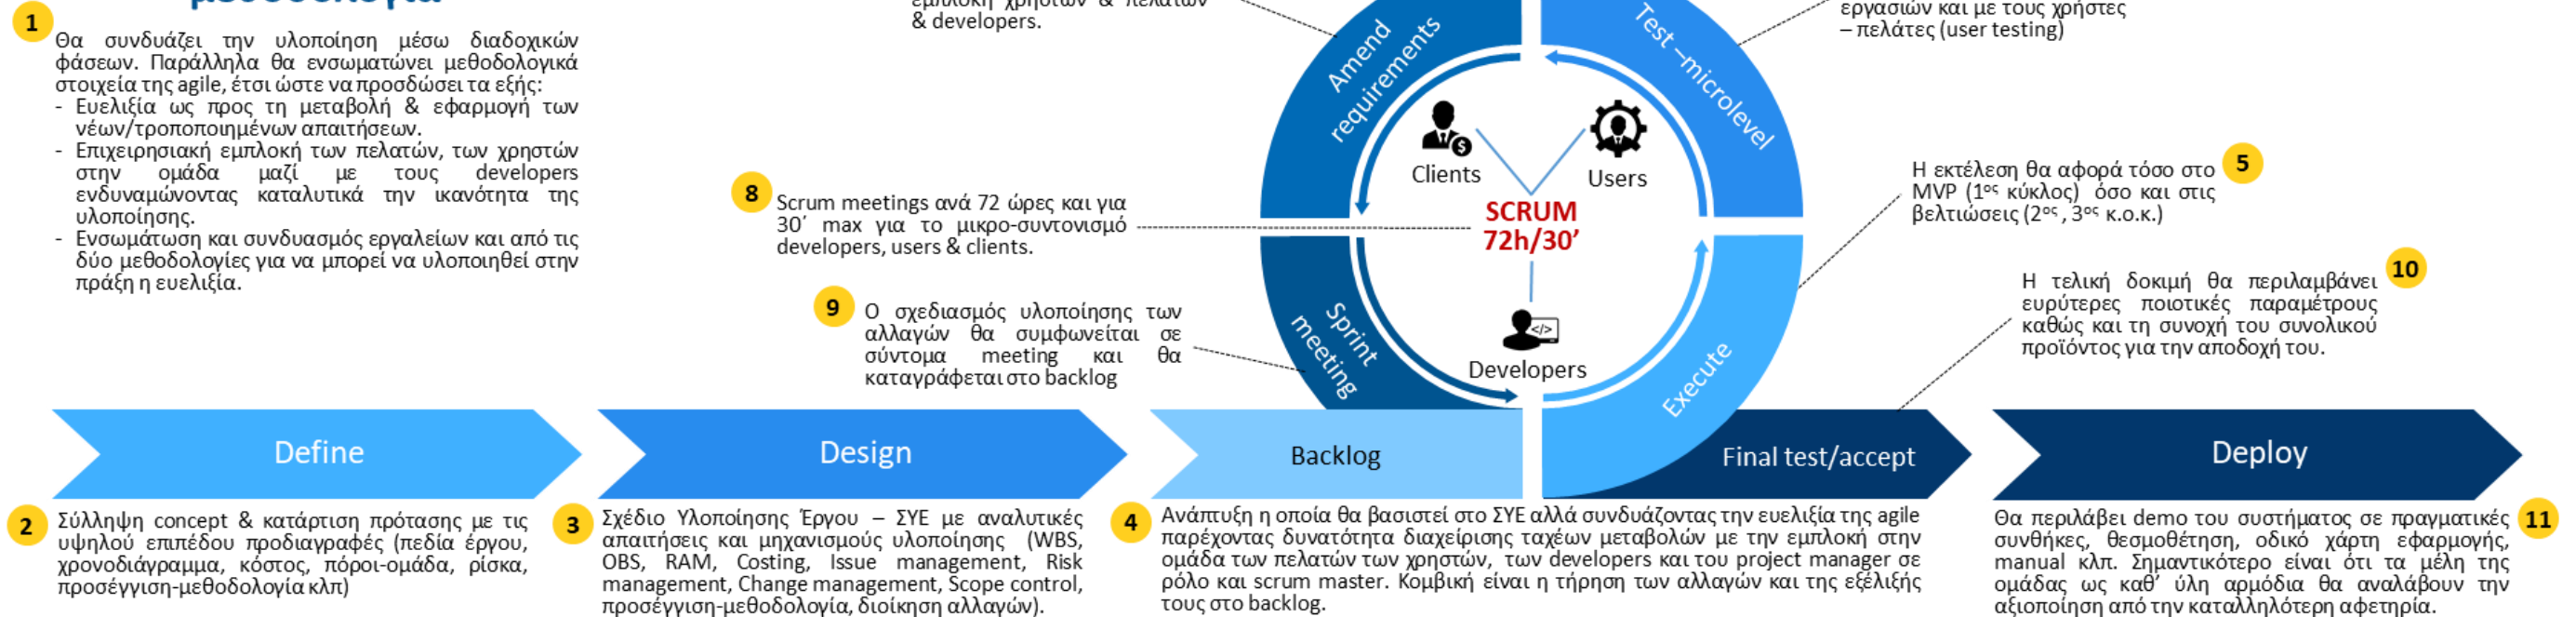 μεθοδολογία
1
Θα συνδυάζει την υλοποίηση μέσω διαδοχικών
φάσεων. Παράλληλα θα ενσωματώνει μεθοδολογικά
στοιχεία της agile, έτσι ώστε να προσδώσει τα εξής:
- Ευελιξία ως προς τη μεταβολή & εφαρμογή των
νέων/τροποποιημένων απαιτήσεων.
- Επιχειρησιακή εμπλοκή των πελατών, των χρηστών
στην ομάδα μαζί με τους developers
ενδυναμώνοντας καταλυτικά την ικανότητα της
υλοποίησης.
- Ενσωμάτωση και συνδυασμός εργαλείων και από τις
δύο μεθοδολογίες για να μπορεί να υλοποιηθεί στην
πράξη η ευελιξία.
εμπλοκή χρηστών & πελατών
& developers.
8
Scrum meetings ανά 72 ώρες και για
30΄ max για το μικρο-συντονισμό
developers, users & clients.
9
Ο σχεδιασμός υλοποίησης των
αλλαγών θα συμφωνείται σε
σύντομα meeting και θα
καταγράφεται στο backlog
Amend
requirements
Test –microlevel
Clients
Users
SCRUM
72h/30’
Developers
Sprint
meeting
Execute
εργασιών και με τους χρήστες
– πελάτες (user testing)
5
Η εκτέλεση θα αφορά τόσο στο
MVP (1ος κύκλος) όσο και στις
βελτιώσεις (2ος , 3ος κ.ο.κ.)
10
Η τελική δοκιμή θα περιλαμβάνει
ευρύτερες ποιοτικές παραμέτρους
καθώς και τη συνοχή του συνολικού
προϊόντος για την αποδοχή του.
Define
Design
Backlog
Final test/accept
Deploy
2
Σύλληψη concept & κατάρτιση πρότασης με τις
υψηλού επιπέδου προδιαγραφές (πεδία έργου,
χρονοδιάγραμμα, κόστος, πόροι-ομάδα, ρίσκα,
προσέγγιση-μεθοδολογία κλπ)
3
Σχέδιο Υλοποίησης Έργου – ΣΥΕ με αναλυτικές
απαιτήσεις και μηχανισμούς υλοποίησης (WBS,
OBS, RAM, Costing, Issue management, Risk
management, Change management, Scope control,
προσέγγιση-μεθοδολογία, διοίκηση αλλαγών).
4
Ανάπτυξη η οποία θα βασιστεί στο ΣΥΕ αλλά συνδυάζοντας την ευελιξία της agile
παρέχοντας δυνατότητα διαχείρισης ταχέων μεταβολών με την εμπλοκή στην
ομάδα των πελατών των χρηστών, των developers και του project manager σε
ρόλο και scrum master. Κομβική είναι η τήρηση των αλλαγών και της εξέλιξής
τους στο backlog.
11
Θα περιλάβει demo του συστήματος σε πραγματικές
συνθήκες, θεσμοθέτηση, οδικό χάρτη εφαρμογής,
manual κλπ. Σημαντικότερο είναι ότι τα μέλη της
ομάδας ως καθ’ ύλη αρμόδια θα αναλάβουν την
αξιοποίηση από την καταλληλότερη αφετηρία.